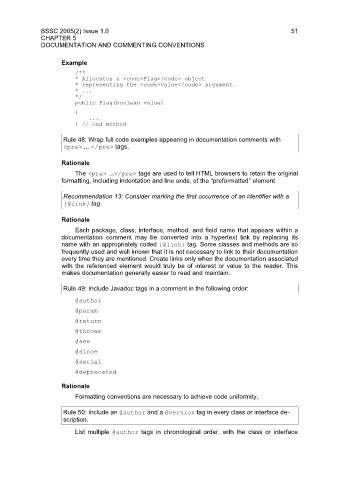 BSSC 2005(2) Issue 1.0 51
CHAPTER 5
DOCUMENTATION AND COMMENTING CONVENTIONS
Example
/**
* Allocates a <code>Flag</code> object
* representing the <code>value</code> argument.
* ...
*/
public Flag(boolean value)
{
...
} // end method
Rule 48: Wrap full code examples appearing in documentation comments with
<pre> ... </pre> tags.
Rationale
The <pre> ...</pre> tags are used to tell HTML browsers to retain the original
formatting, including indentation and line ends, of the “preformatted” element.
Recommendation 13: Consider marking the first occurrence of an identifier with a
{@link} tag.
Rationale
Each package, class, interface, method, and field name that appears within a
documentation comment may be converted into a hypertext link by replacing its
name with an appropriately coded {@link} tag. Some classes and methods are so
frequently used and well known that it is not necessary to link to their documentation
every time they are mentioned. Create links only when the documentation associated
with the referenced element would truly be of interest or value to the reader. This
makes documentation generally easier to read and maintain.
Rule 49: Include Javadoc tags in a comment in the following order:
@author
@param
@return
@throws
@see
@since
@serial
@deprecated
Rationale
Formatting conventions are necessary to achieve code uniformity.
Rule 50: Include an @author and a @version tag in every class or interface de-
scription.
List multiple @author tags in chronological order, with the class or interface